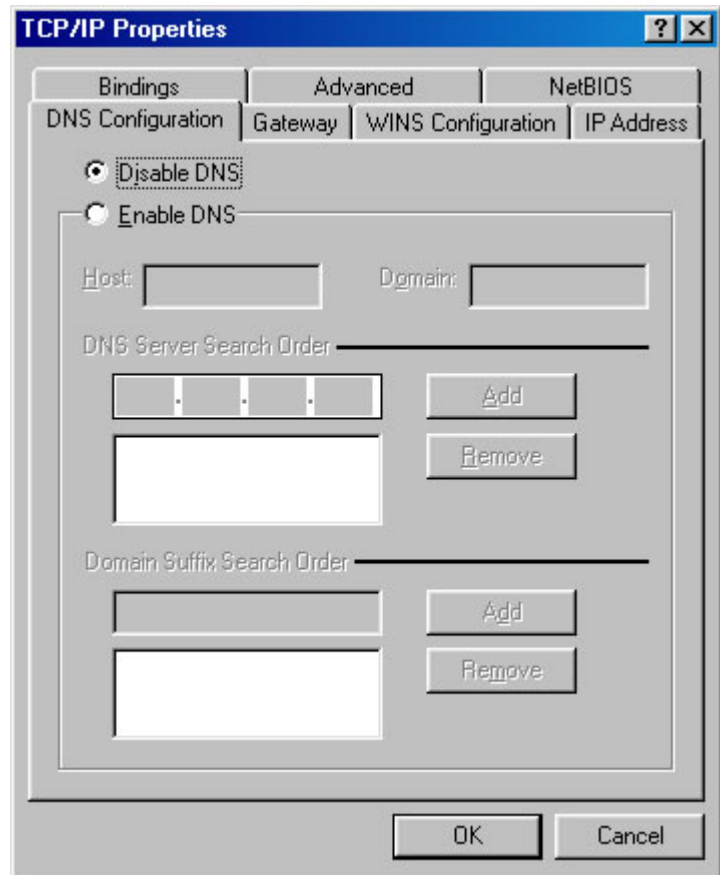 TCP/IP Properties
Bindings Advanced NetBIOS
DNS Configuration Gateway WINS Configuration IP Address
Disable DNS
Enable DNS
Host: Domain:
DNS Server Search Order
. . .
Add
Remove
Domain Suffix Search Order
Add
Remove
OK Cancel